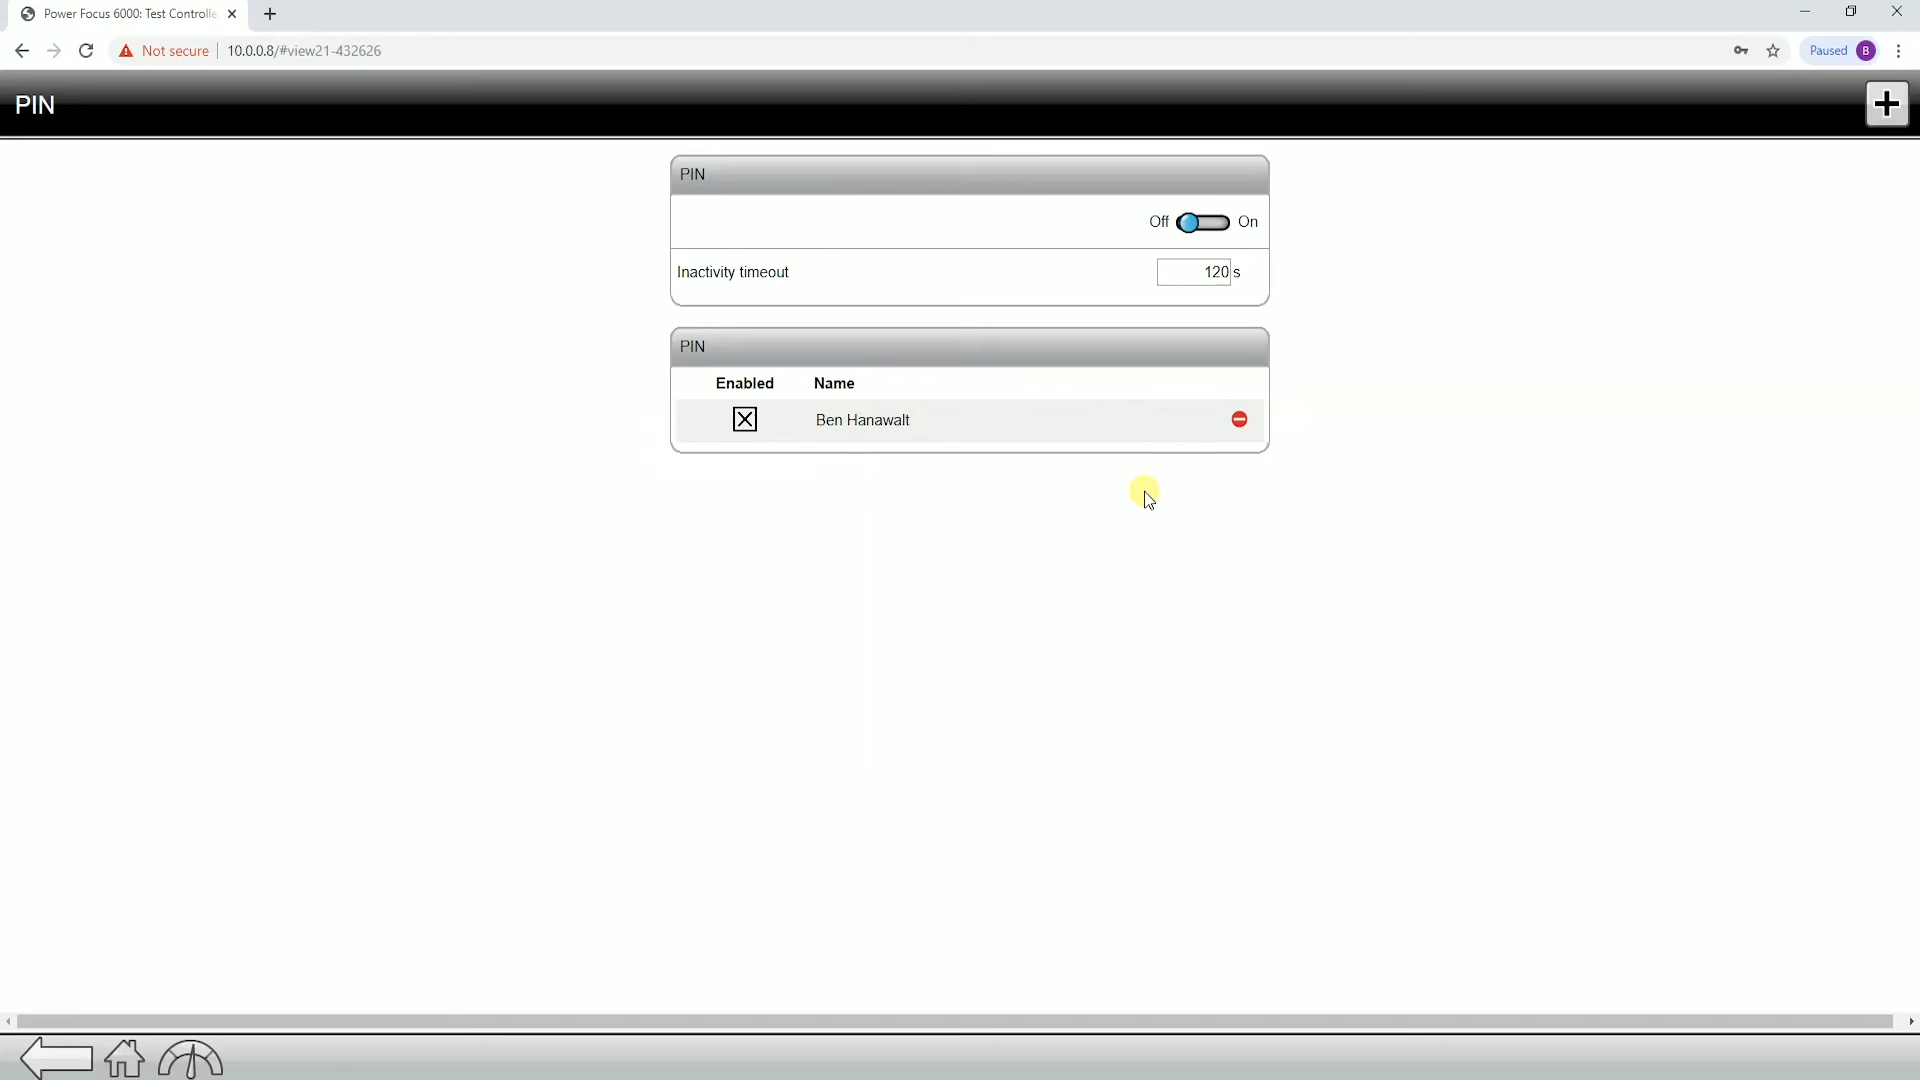 Power Focus 6000: Test Controlle
Not secure
10.0.0.8/#view21-432626
Paused
B
PIN
PIN
Off On
Inactivity timeout 120 s
PIN
Enabled Name
Ben Hanawalt